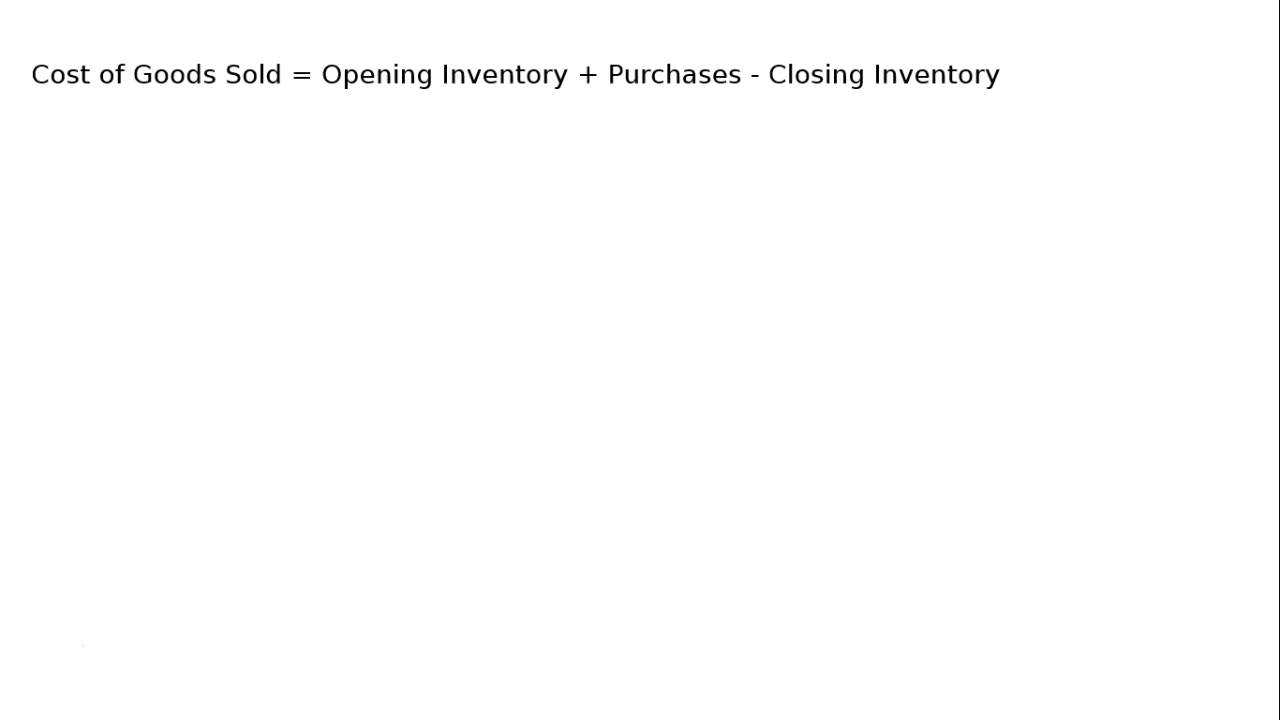 Cost of Goods Sold = Opening Inventory + Purchases - Closing Inventory